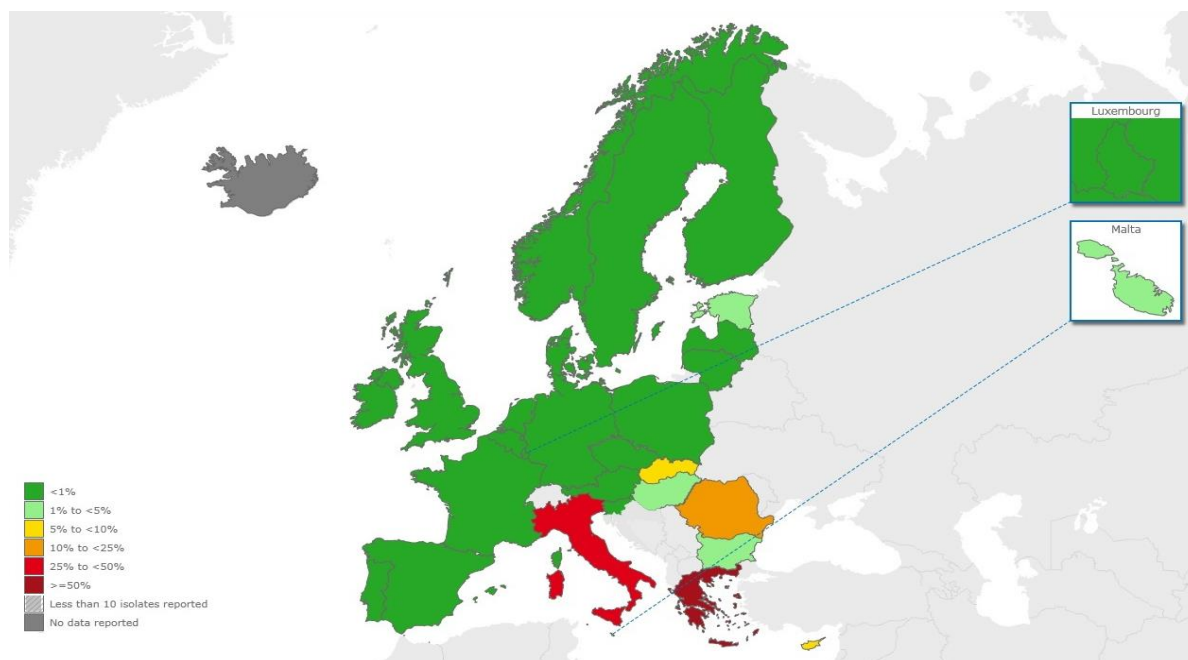 Luxembourg
Malta
<1%
1% to <5%
5% to <10%
10% to <25%
25% to <50%
>=50%
Less than 10 isolates reported
No data reported